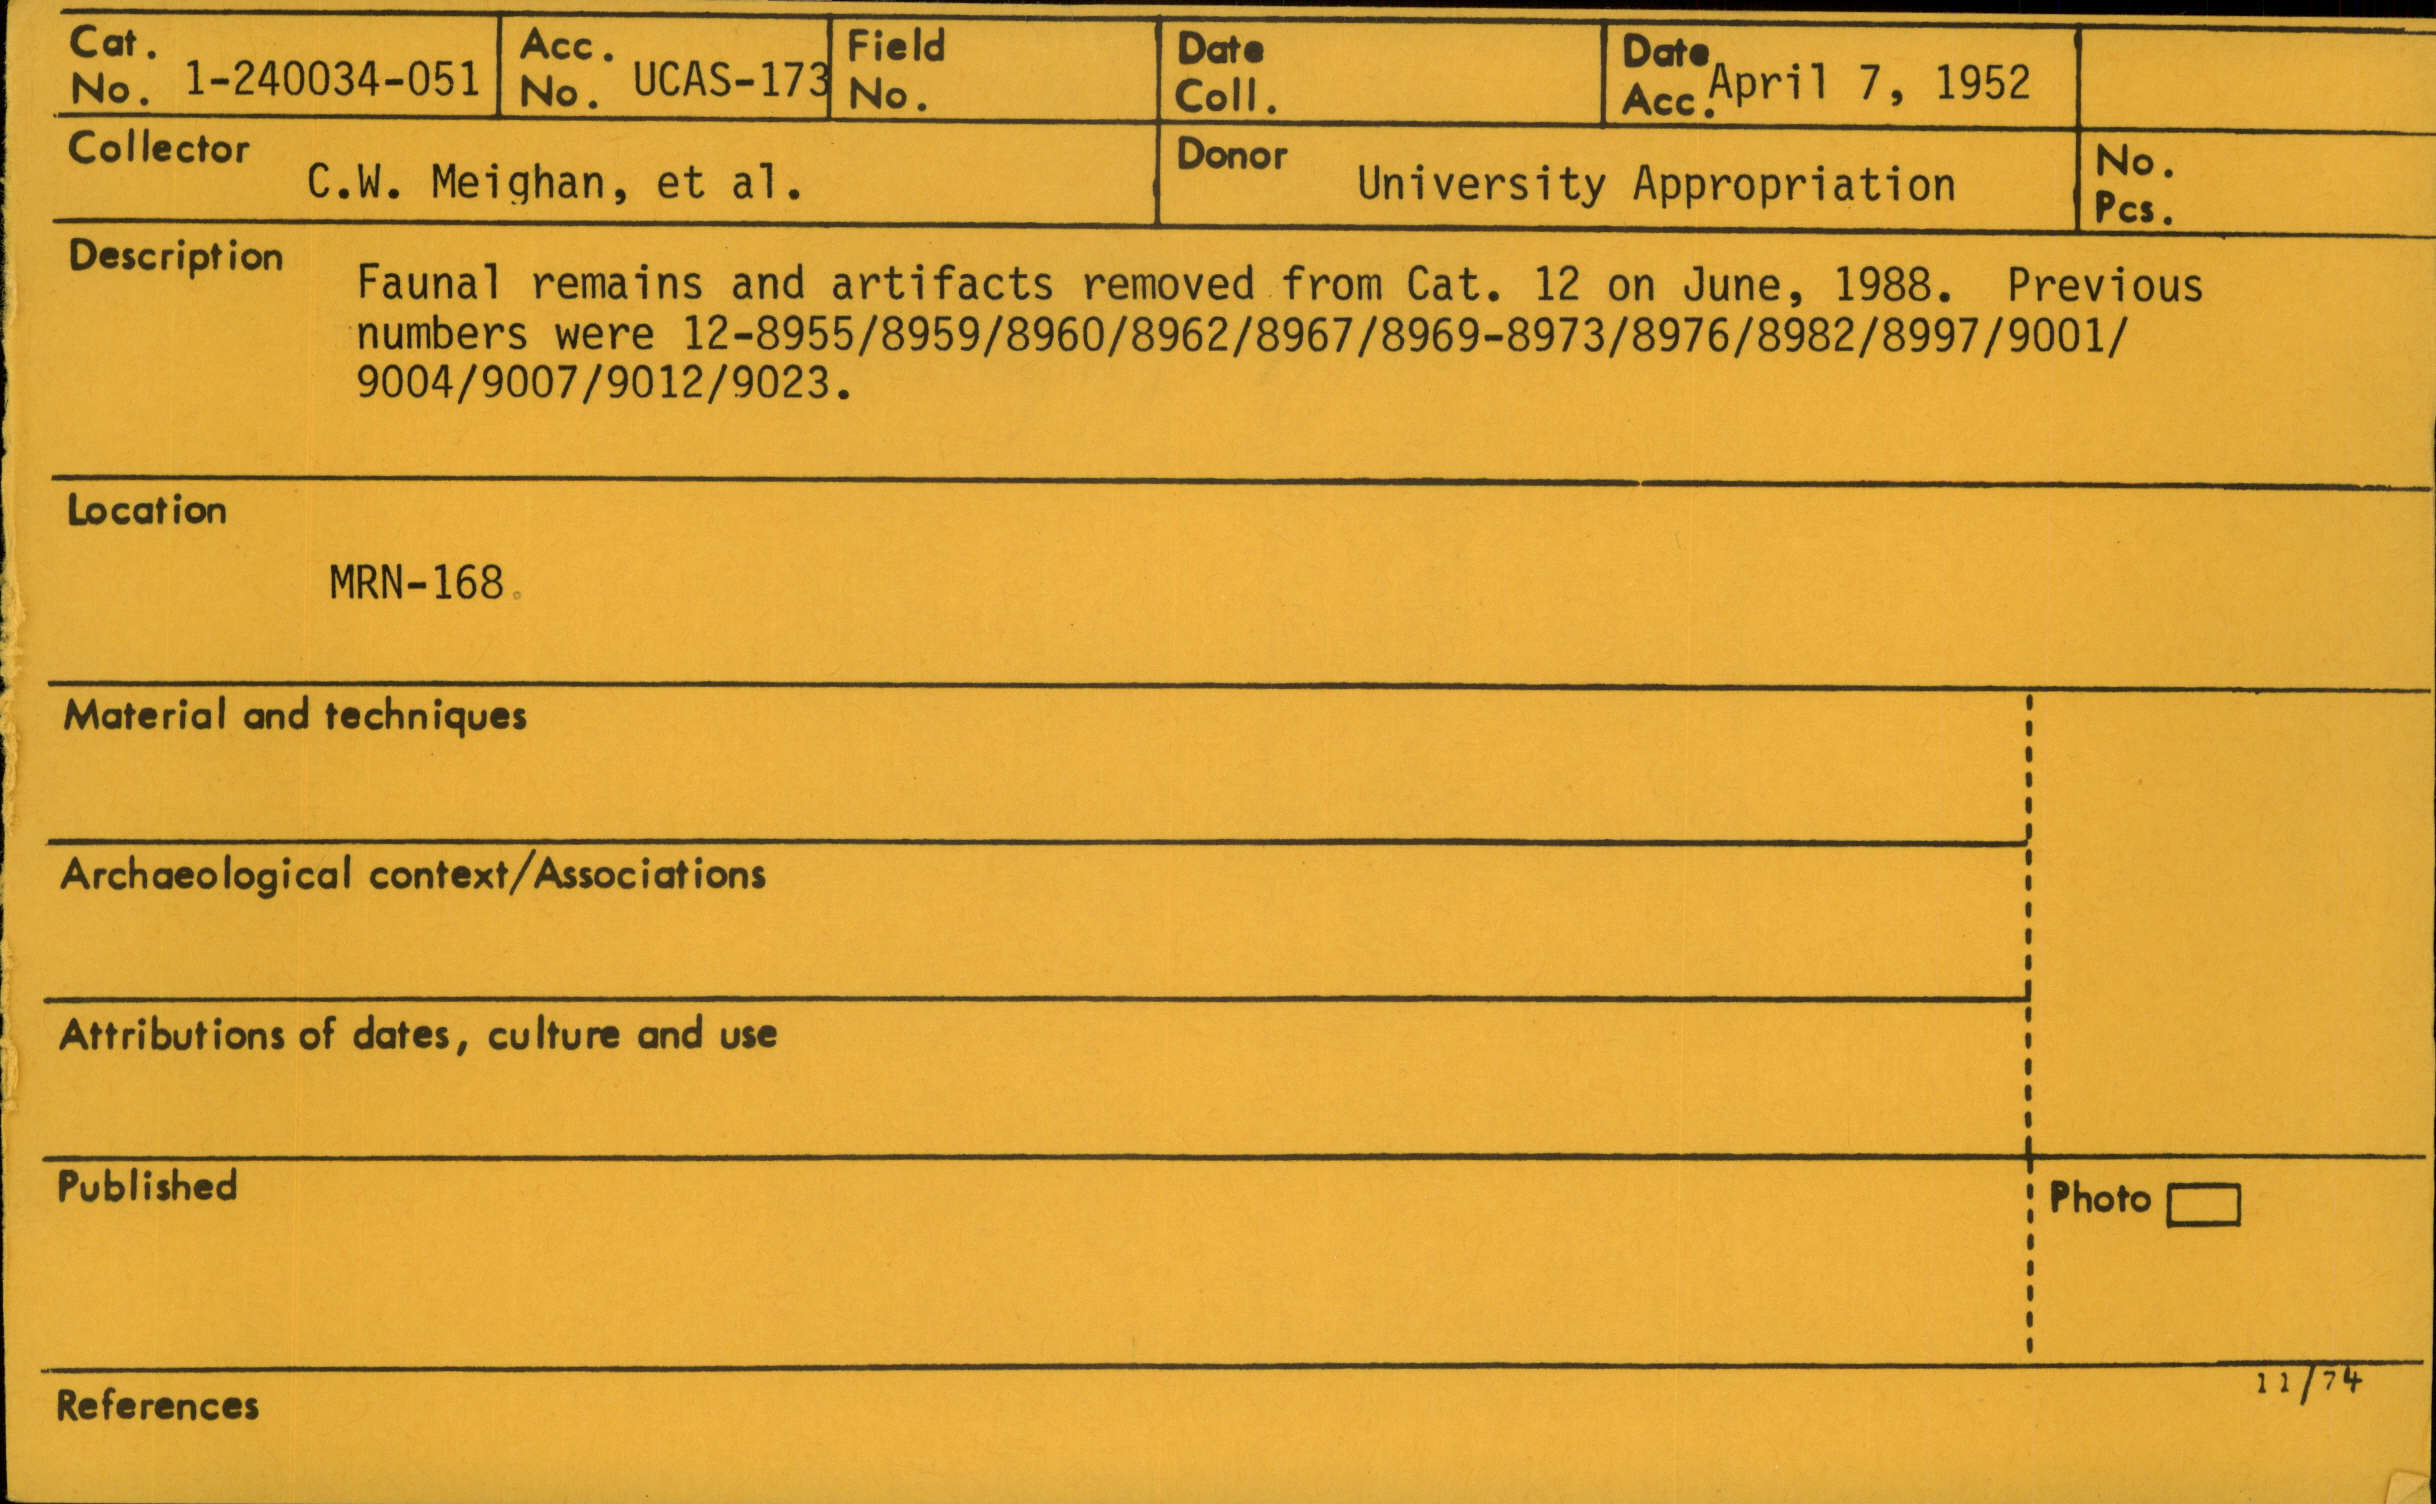 Cat. No. 1-240034-051 Acc. No. UCAS-173 Field No. Date Coll. Date Acc. April 7, 1952
Collector C.W. Meighan, et al. Donor University Appropriation No. Pcs.
Description Faunal remains and artifacts removed from Cat. 12 on June, 1988. Previous
numbers were 12-8955/8959/8960/8962/8967/8969-8973/8976/8982/8997/9001/
9004/9007/9012/9023.
Location
MRN-168.
Material and techniques
Archaeological context/Associations
Attributions of dates, culture and use
Published
Photo
11/74
References